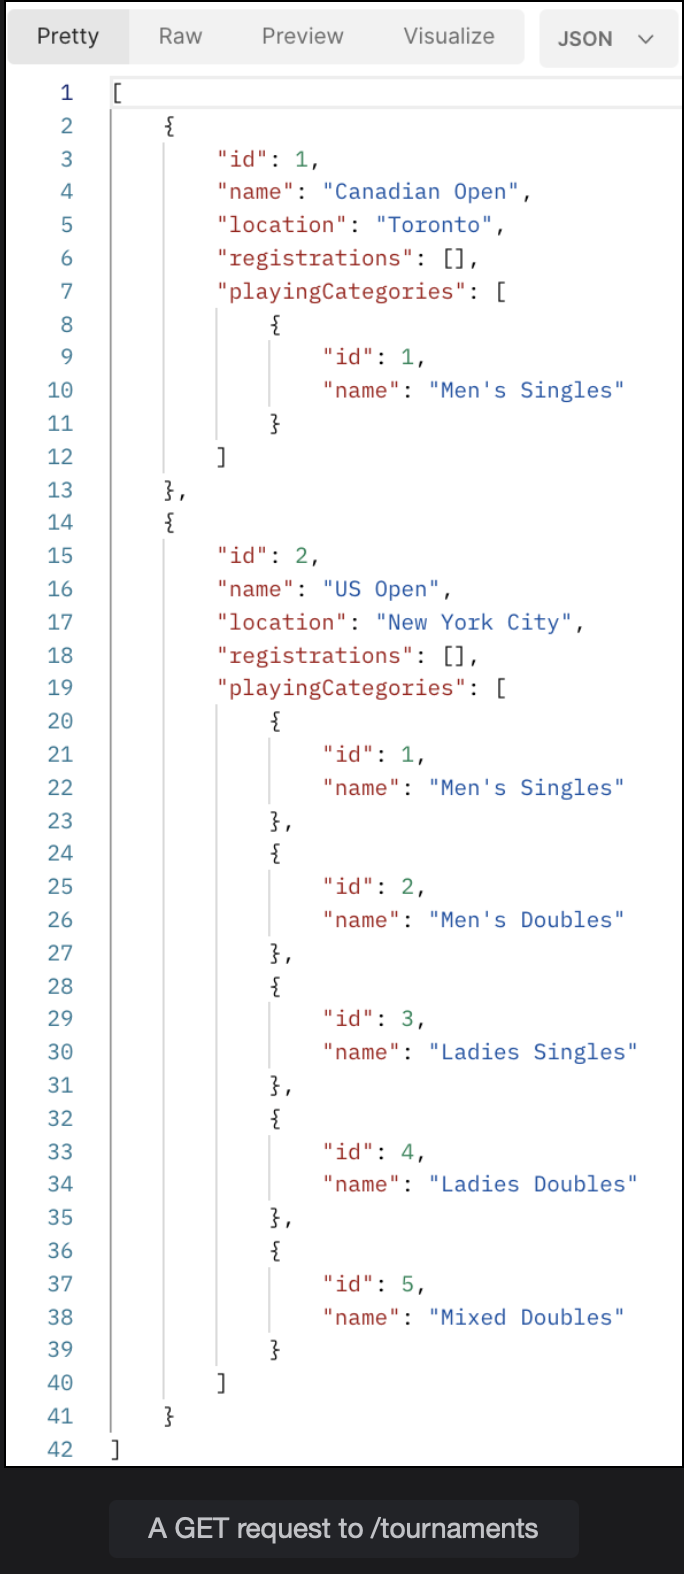 Pretty Raw Preview Visualize JSON
1 [
2 {
3 "id": 1,
4 "name": "Canadian Open",
5 "location": "Toronto",
6 "registrations": [],
7 "playingCategories": [
8 {
9 "id": 1,
10 "name": "Men's Singles"
11 }
12 ]
13 },
14 {
15 "id": 2,
16 "name": "US Open",
17 "location": "New York City",
18 "registrations": [],
19 "playingCategories": [
20 {
21 "id": 1,
22 "name": "Men's Singles"
23 },
24 {
25 "id": 2,
26 "name": "Men's Doubles"
27 },
28 {
29 "id": 3,
30 "name": "Ladies Singles"
31 },
32 {
33 "id": 4,
34 "name": "Ladies Doubles"
35 },
36 {
37 "id": 5,
38 "name": "Mixed Doubles"
39 }
40 ]
41 }
42 ]
A GET request to /tournaments